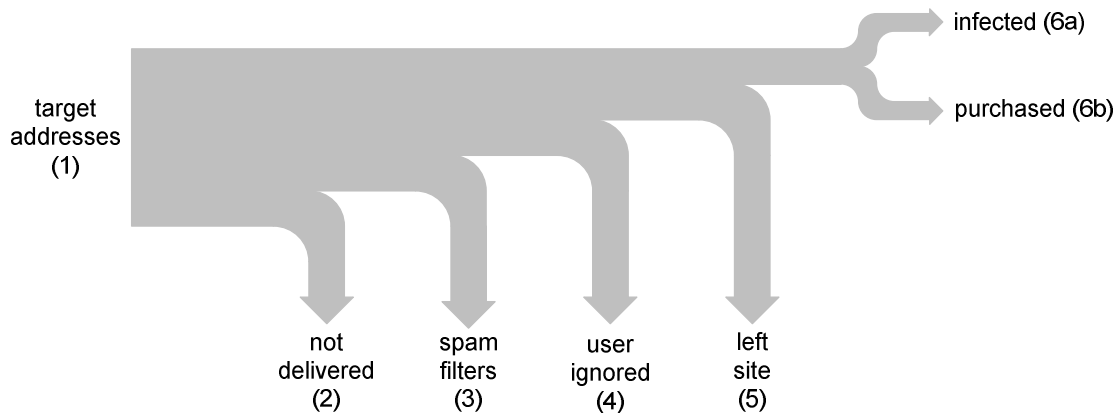 infected (6a)
target
addresses
(1)
purchased (6b)
not
delivered
(2)
spam
filters
(3)
user
ignored
(4)
left
site
(5)